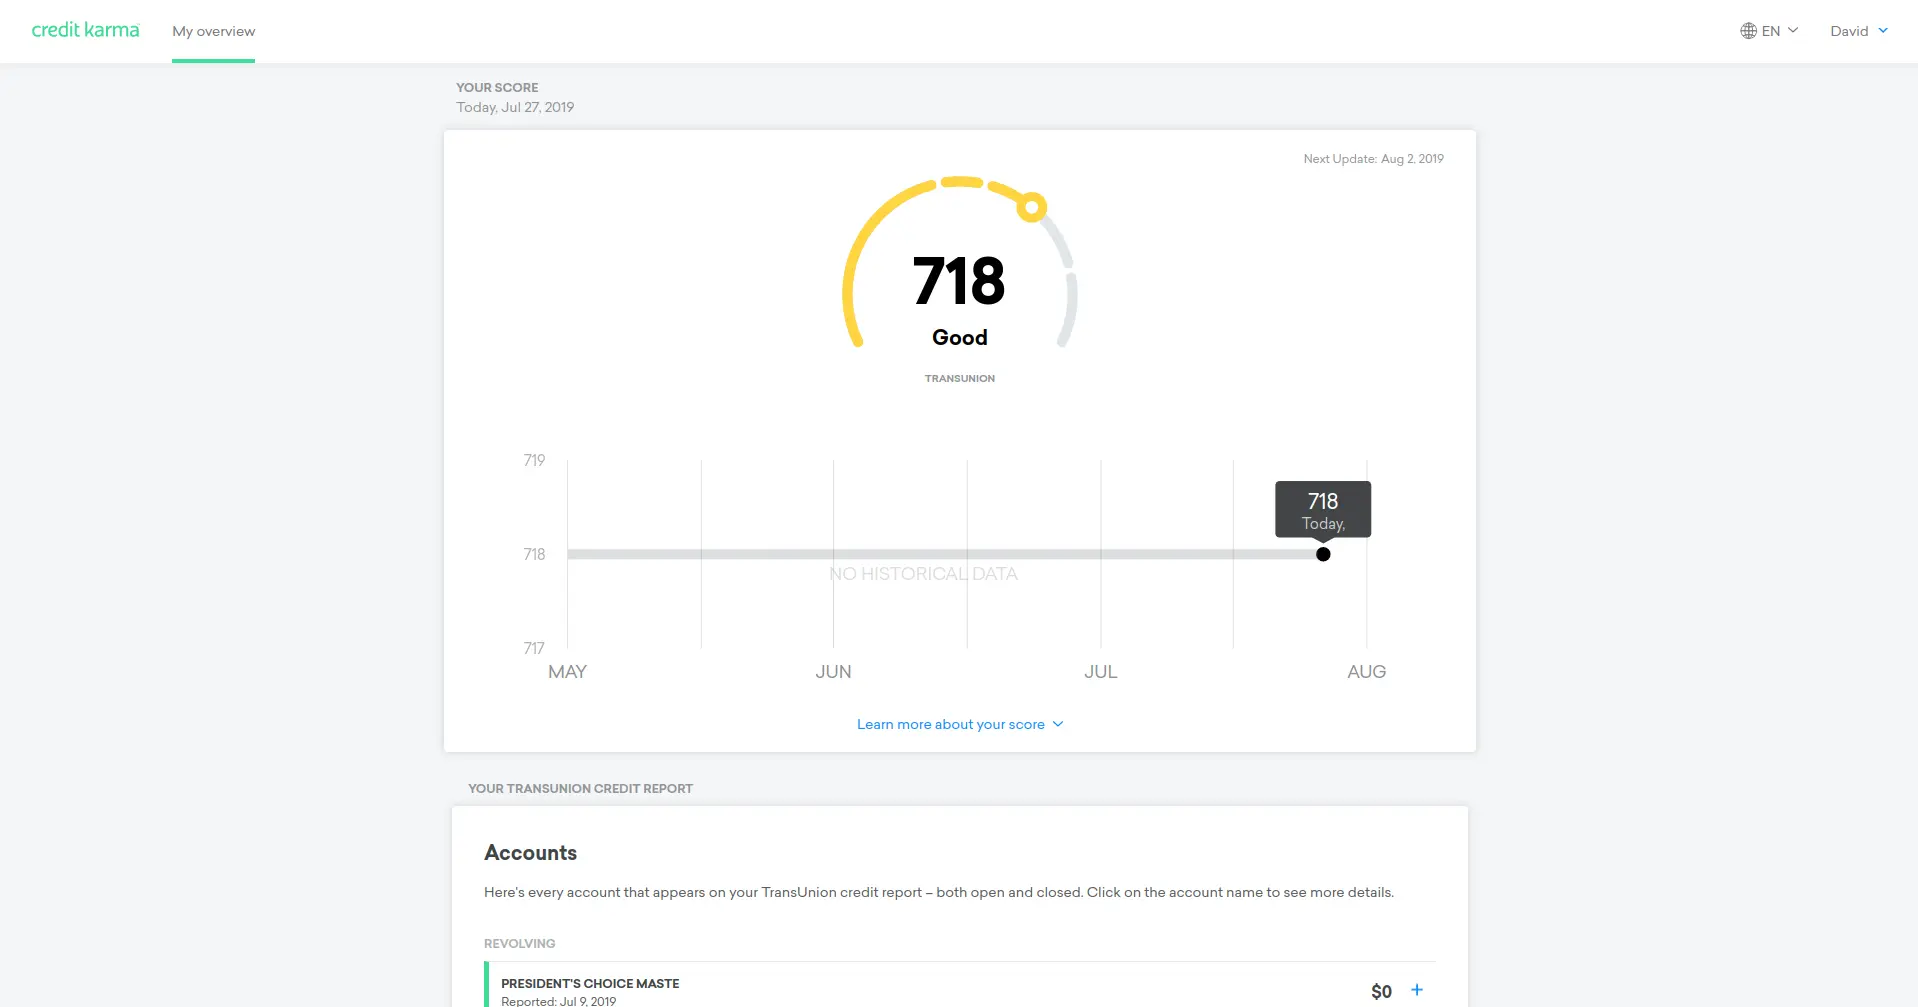 credit karma
My overview
EN
David
YOUR SCORE
Today, Jul 27, 2019
Next Update: Aug 2, 2019
718
Good
TRANSUNION
719
718
Today,
718
NO HISTORICAL DATA
717
MAY
JUN
JUL
AUG
Learn more about your score
YOUR TRANSUNION CREDIT REPORT
Accounts
Here's every account that appears on your TransUnion credit report – both open and closed. Click on the account name to see more details.
REVOLVING
PRESIDENT'S CHOICE MASTE
$0 +
Reported: Jul 9, 2019